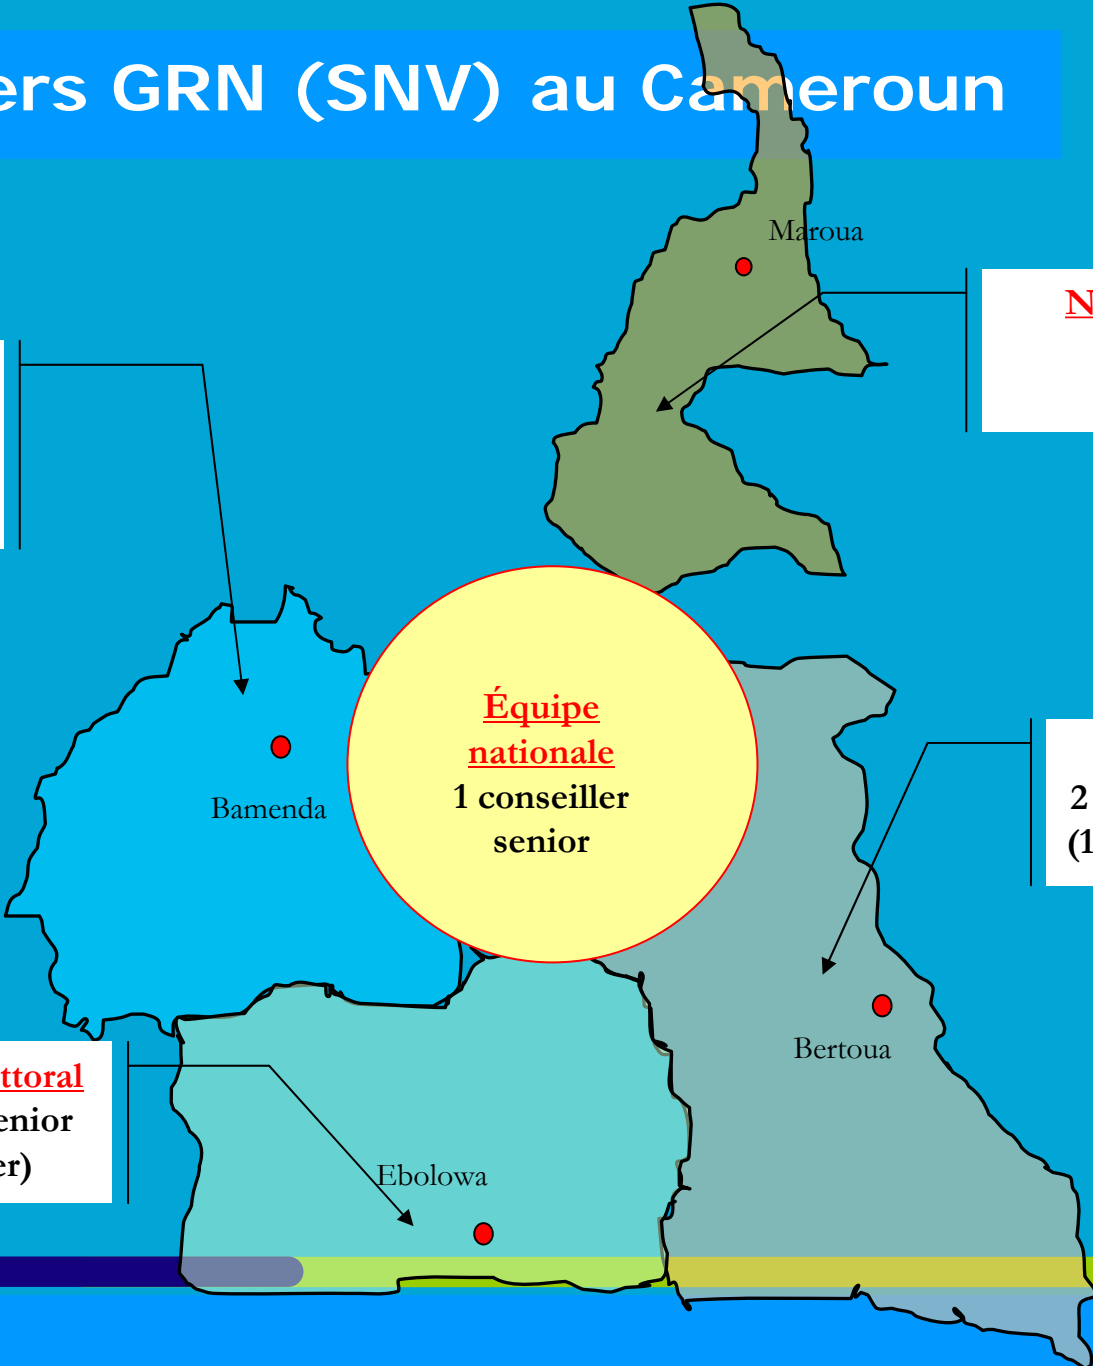 ers GRN (SNV) au Cameroun
Maroua
N
Équipe
nationale
1 conseiller
senior
Bamenda
2
(1
Bertoua
ttoral
enior
er)
Ebolowa